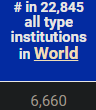 # in 22,845
all type
institutions
in World
6,660